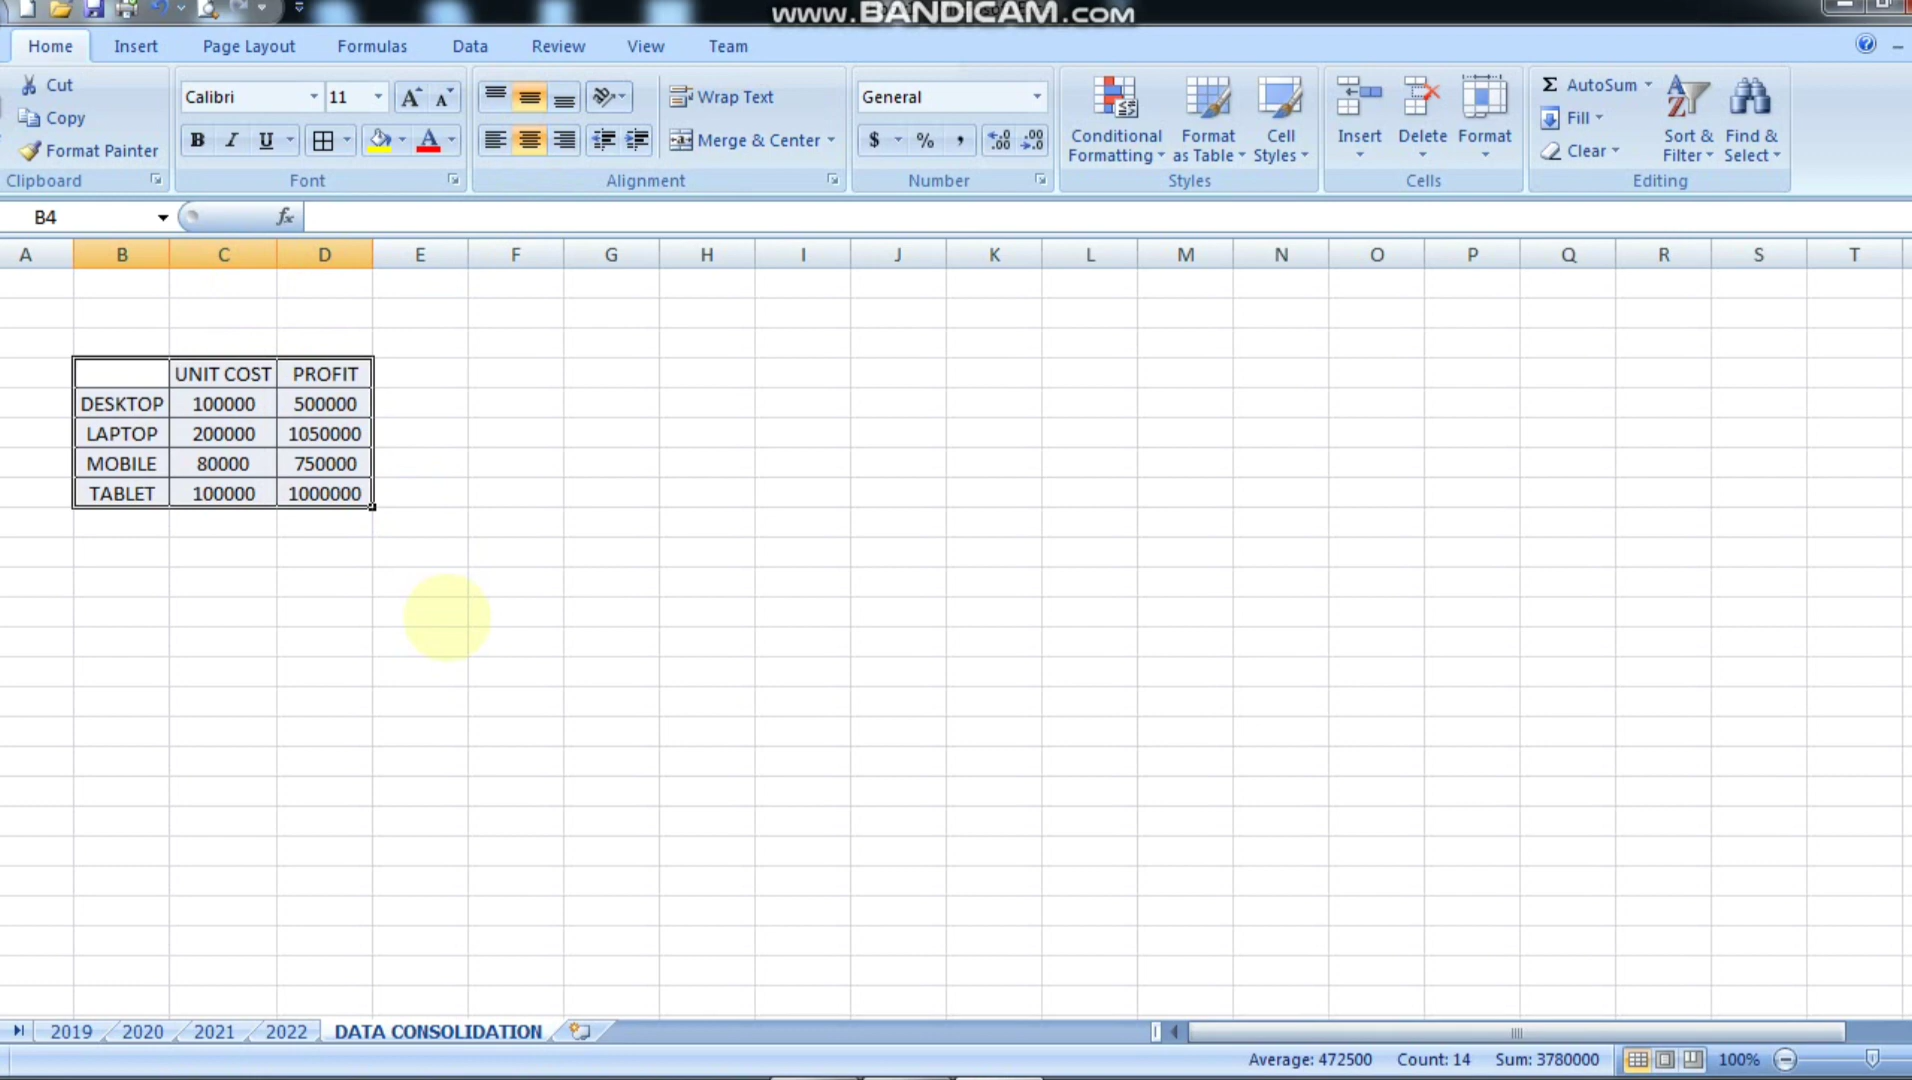 www.BANDICAM.com
Home Insert Page Layout Formulas Data Review View Team
Cut
Copy
Format Painter
Clipboard
Calibri 11
B I U
Font
Wrap Text
Merge & Center
Alignment
General
$ % ,
Number
Conditional Formatting
Format as Table
Cell Styles
Styles
Insert Delete Format
Cells
Σ AutoSum
Fill
Clear
Sort & Filter
Find & Select
Editing
B4 fx
A B C D E F G H I J K L M N O P Q R S T
UNIT COST PROFIT
DESKTOP 100000 500000
LAPTOP 200000 1050000
MOBILE 80000 750000
TABLET 100000 1000000
2019 2020 2021 2022 DATA CONSOLIDATION
Average: 472500 Count: 14 Sum: 3780000 100%